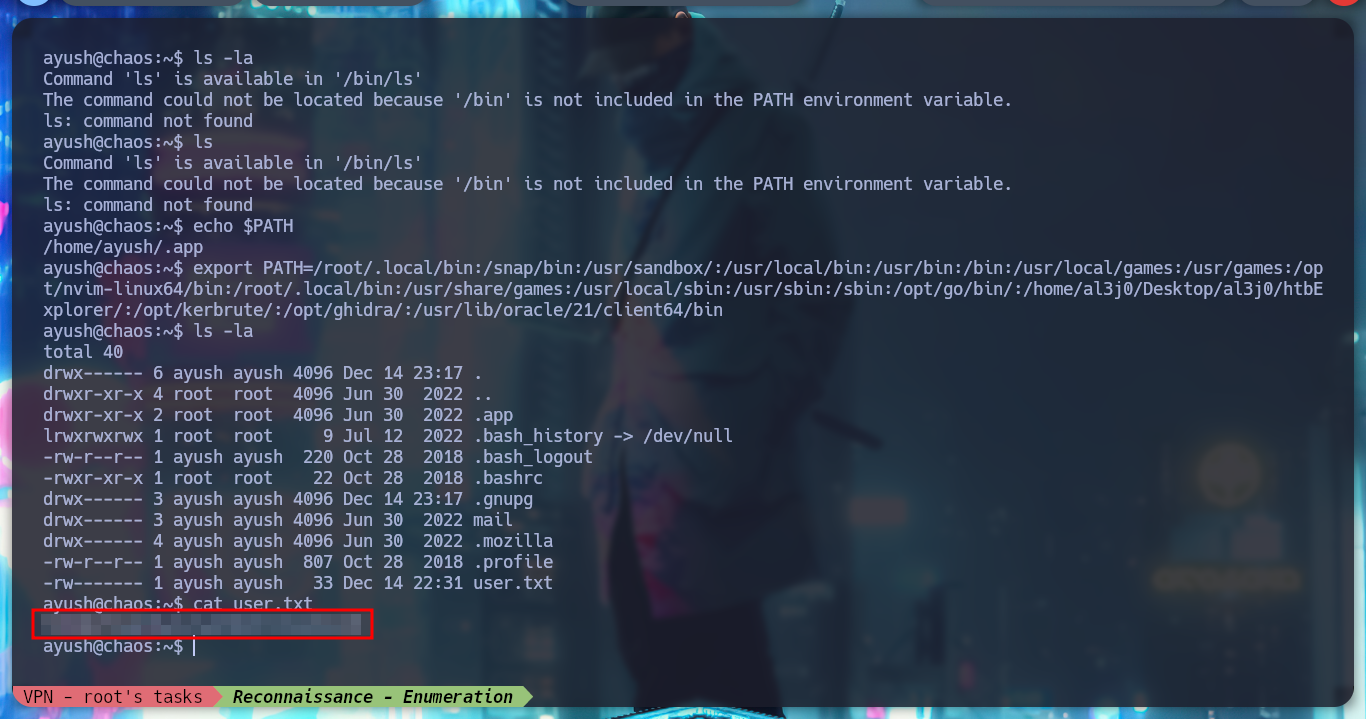 ayush@chaos:~$ ls -la
Command 'ls' is available in '/bin/ls'
The command could not be located because '/bin' is not included in the PATH environment variable.
ls: command not found
ayush@chaos:~$ ls
Command 'ls' is available in '/bin/ls'
The command could not be located because '/bin' is not included in the PATH environment variable.
ls: command not found
ayush@chaos:~$ echo $PATH
/home/ayush/.app
ayush@chaos:~$ export PATH=/root/.local/bin:/snap/bin:/usr/sandbox/:/usr/local/bin:/usr/bin:/bin:/usr/local/games:/usr/games:/op
t/nvim-linux64/bin:/root/.local/bin:/usr/share/games:/usr/local/sbin:/usr/sbin:/sbin:/opt/go/bin/:/home/al3j0/Desktop/al3j0/htbE
xplorer/:/opt/kerbrute/:/opt/ghidra/:/usr/lib/oracle/21/client64/bin
ayush@chaos:~$ ls -la
total 40
drwx------ 6 ayush ayush 4096 Dec 14 23:17 .
drwxr-xr-x 4 root  root  4096 Jun 30  2022 ..
drwxr-xr-x 2 root  root  4096 Jun 30  2022 .app
lrwxrwxrwx 1 root  root     9 Jul 12  2022 .bash_history -> /dev/null
-rw-r--r-- 1 ayush ayush  220 Oct 28  2018 .bash_logout
-rwxr-xr-x 1 root  root    22 Oct 28  2018 .bashrc
drwx------ 3 ayush ayush 4096 Dec 14 23:17 .gnupg
drwx------ 3 ayush ayush 4096 Jun 30  2022 mail
drwx------ 4 ayush ayush 4096 Jun 30  2022 .mozilla
-rw-r--r-- 1 ayush ayush  807 Oct 28  2018 .profile
-rw------- 1 ayush ayush   33 Dec 14 22:31 user.txt
ayush@chaos:~$ cat user.txt
ayush@chaos:~$
VPN - root's tasks Reconnaissance - Enumeration